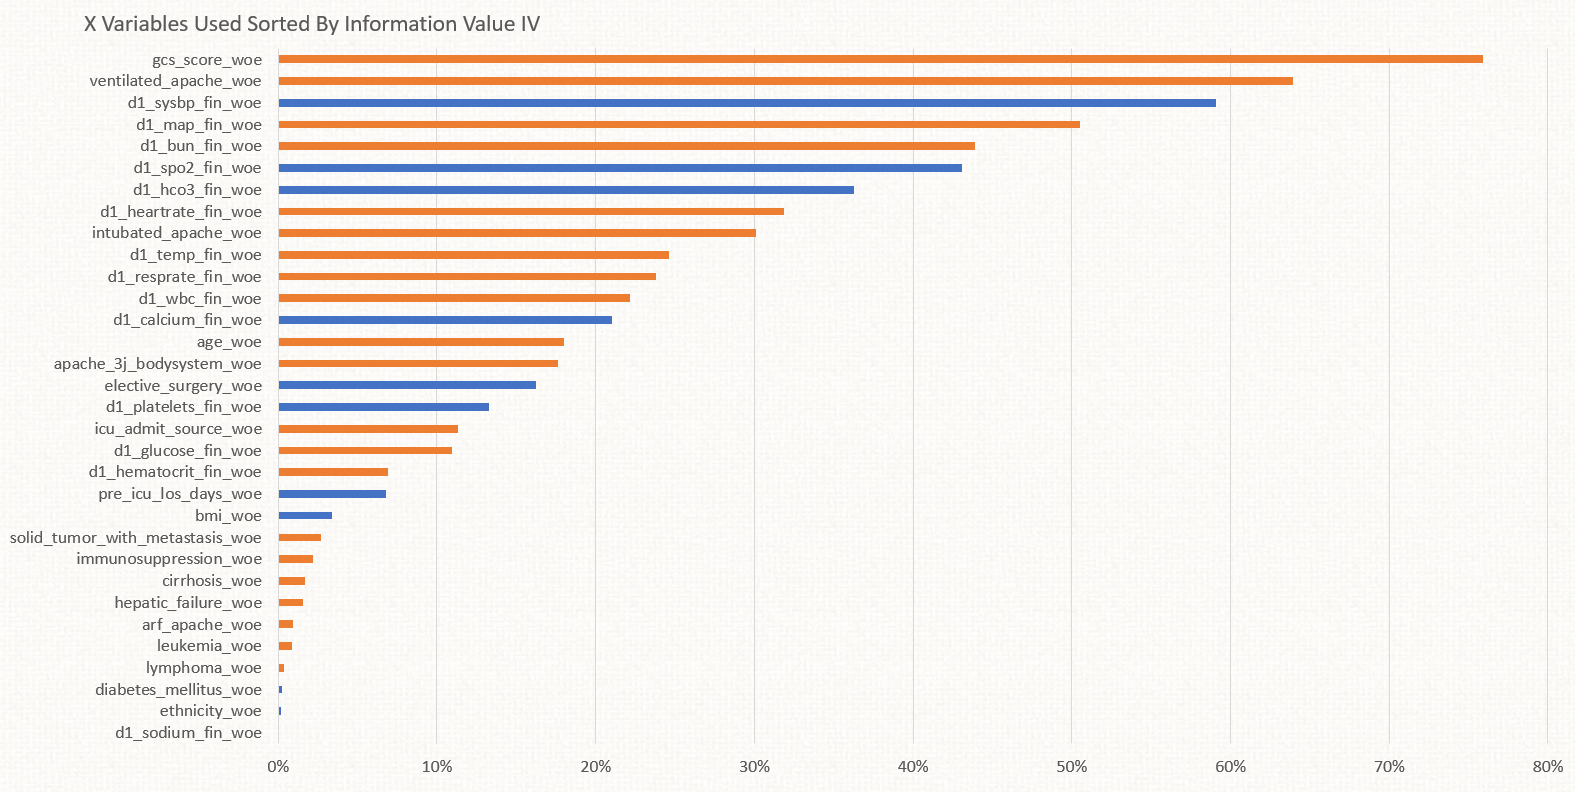 X Variables Used Sorted By Information Value IV
gcs_score_woe
ventilated_apache_woe
d1_sysbp_fin_woe
d1_map_fin_woe
d1_bun_fin_woe
d1_spo2_fin_woe
d1_hco3_fin_woe
d1_heartrate_fin_woe
intubated_apache_woe
d1_temp_fin_woe
d1_resprate_fin_woe
d1_wbc_fin_woe
d1_calcium_fin_woe
age_woe
apache_3j_bodysystem_woe
elective_surgery_woe
d1_platelets_fin_woe
icu_admit_source_woe
d1_glucose_fin_woe
d1_hematocrit_fin_woe
pre_icu_los_days_woe
bmi_woe
solid_tumor_with_metastasis_woe
immunosuppression_woe
cirrhosis_woe
hepatic_failure_woe
arf_apache_woe
leukemia_woe
lymphoma_woe
diabetes_mellitus_woe
ethnicity_woe
d1_sodium_fin_woe
0% 10% 20% 30% 40% 50% 60% 70% 80%